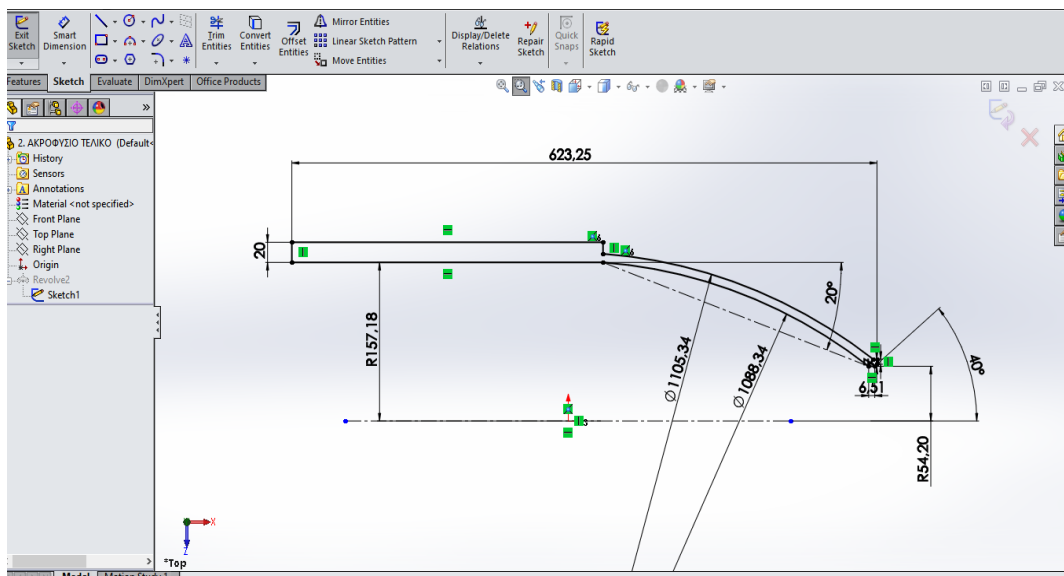 Exit Sketch
Smart Dimension
Trim Entities
Convert Entities
Offset Entities
Mirror Entities
Linear Sketch Pattern
Move Entities
Display/Delete Relations
Repair Sketch
Quick Snaps
Rapid Sketch
Features
Sketch
Evaluate
DimXpert
Office Products
»
2. ΑΚΡΟΦΥΣΙΟ ΤΕΛΙΚΟ (Default<
History
Sensors
Annotations
Material <not specified>
Front Plane
Top Plane
Right Plane
Origin
Revolve2
Sketch1
623,25
20
R157,18
20°
Ø1105,34
Ø1088,34
40°
6,51
R54,20
X
Z
*Top
Model
Motion Study 1